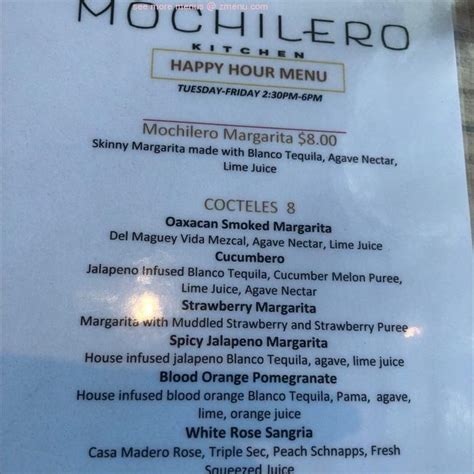 MOCHILERO
see more menus @ zmenu.com
KITCHEN
HAPPY HOUR MENU
TUESDAY-FRIDAY 2:30PM-6PM
Mochilero Margarita $8.00
Skinny Margarita made with Blanco Tequila, Agave Nectar,
Lime Juice
COCTELES 8
Oaxacan Smoked Margarita
Del Maguey Vida Mezcal, Agave Nectar, Lime Juice
Cucumbero
Jalapeno Infused Blanco Tequila, Cucumber Melon Puree,
Lime Juice, Agave Nectar
Strawberry Margarita
Margarita with Muddled Strawberry and Strawberry Puree
Spicy Jalapeno Margarita
House infused jalapeno Blanco Tequila, agave, lime juice
Blood Orange Pomegranate
House infused blood orange Blanco Tequila, Pama, agave,
lime, orange juice
White Rose Sangria
Casa Madero Rose, Triple Sec, Peach Schnapps, Fresh
Squeezed Juice